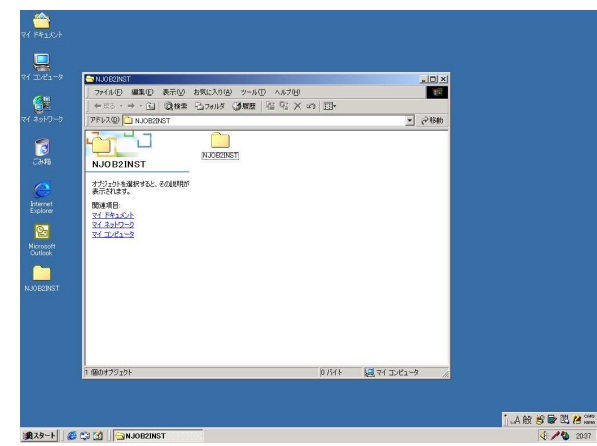 マイ ドキュメント
マイ コンピュータ
マイ ネットワーク
ごみ箱
Internet
Explorer
Microsoft
Outlook
NJOB2INST
NJOB2INST
ファイル(F) 編集(E) 表示(V) お気に入り(A) ツール(T) ヘルプ(H)
戻る 検索 フォルダ 履歴
アドレス(D) NJOB2INST 移動
NJOB2INST
NJOB2INST
オブジェクトを選択すると、その説明が
表示されます。
関連項目:
マイ ドキュメント
マイ ネットワーク
マイ コンピュータ
1 個のオブジェクト 0 バイト マイ コンピュータ
A 般 CAPS
KANA
スタート NJOB2INST 20:37